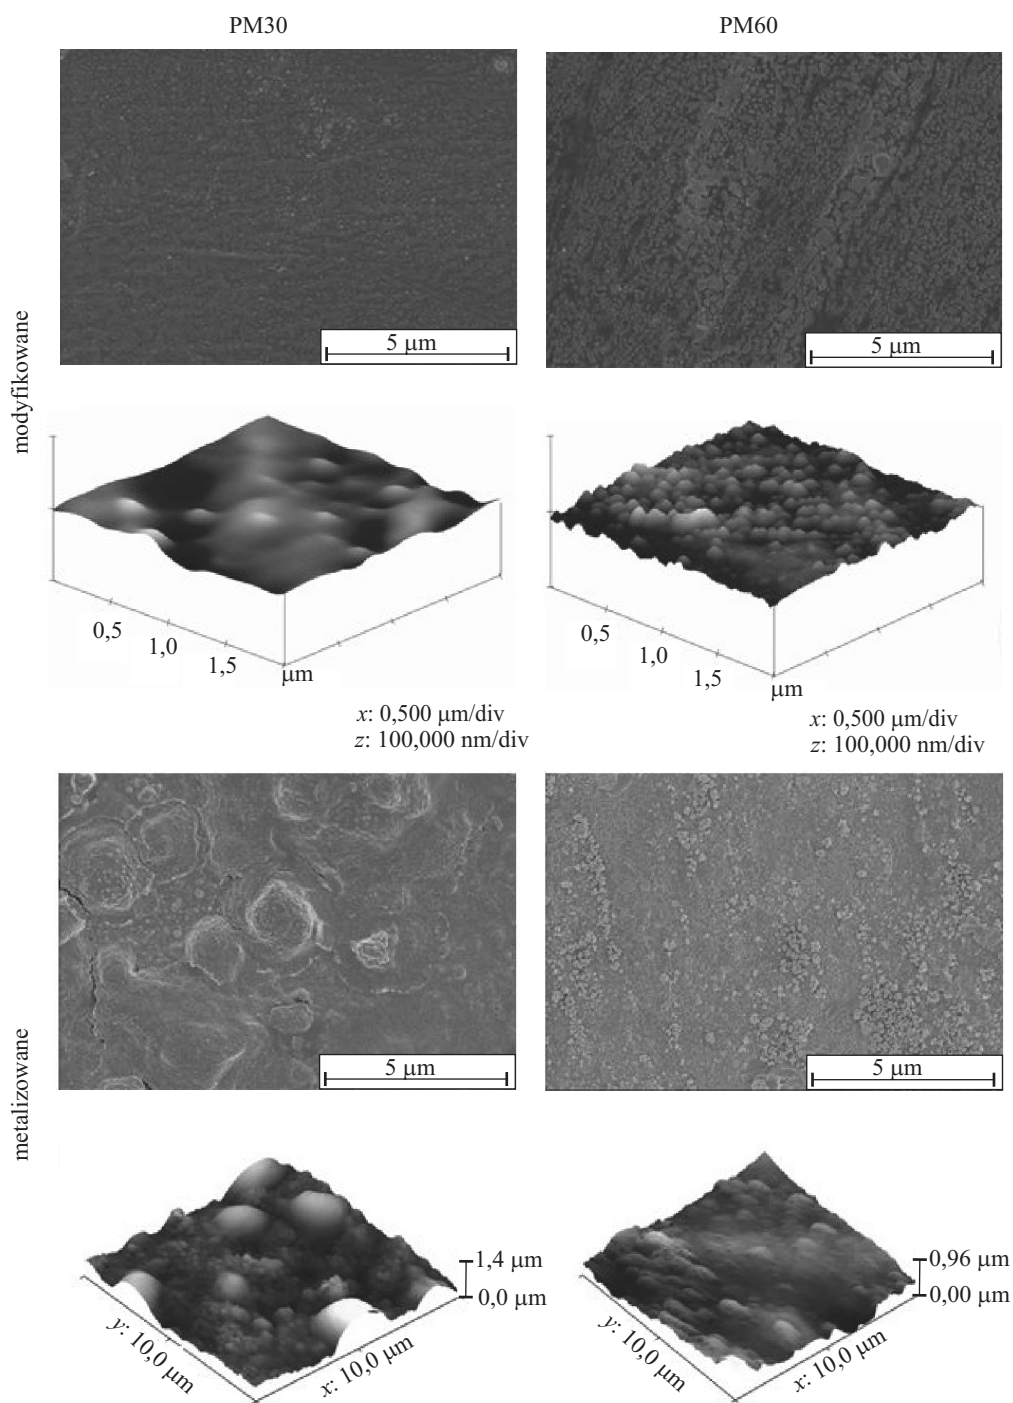 PM30
PM60
modyfikowane
5 μm
5 μm
0,5
1,0
1,5
μm
0,5
1,0
1,5
μm
x: 0,500 μm/div
z: 100,000 nm/div
x: 0,500 μm/div
z: 100,000 nm/div
metalizowane
5 μm
5 μm
1,4 μm
0,0 μm
y: 10,0 μm
x: 10,0 μm
0,96 μm
0,00 μm
y: 10,0 μm
x: 10,0 μm